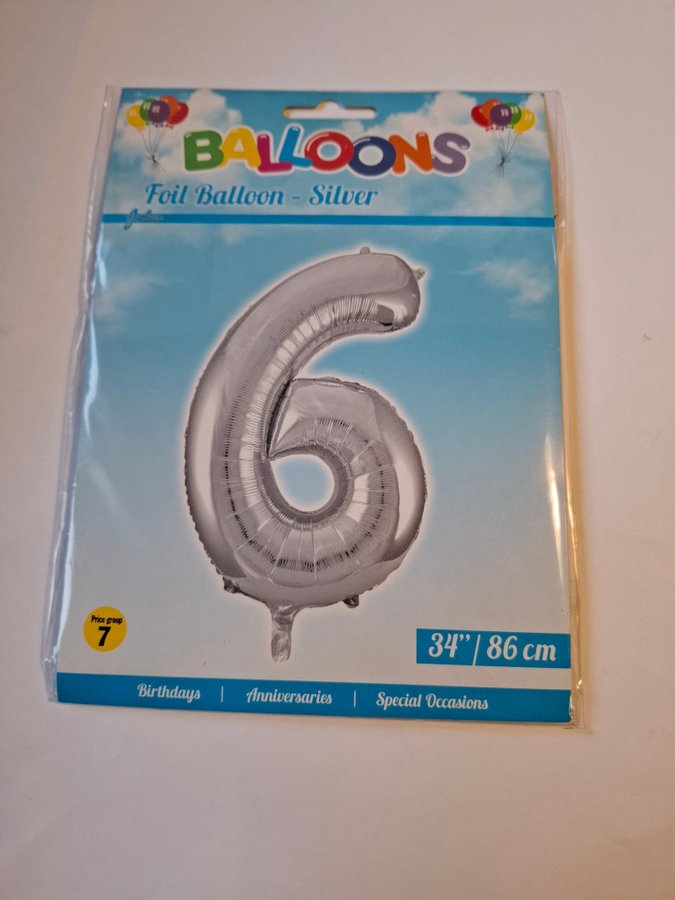 BALLOONS
Foil Balloon - Silver
6
Price group
7
34”/ 86 cm
Birthdays | Anniversaries | Special Occasions